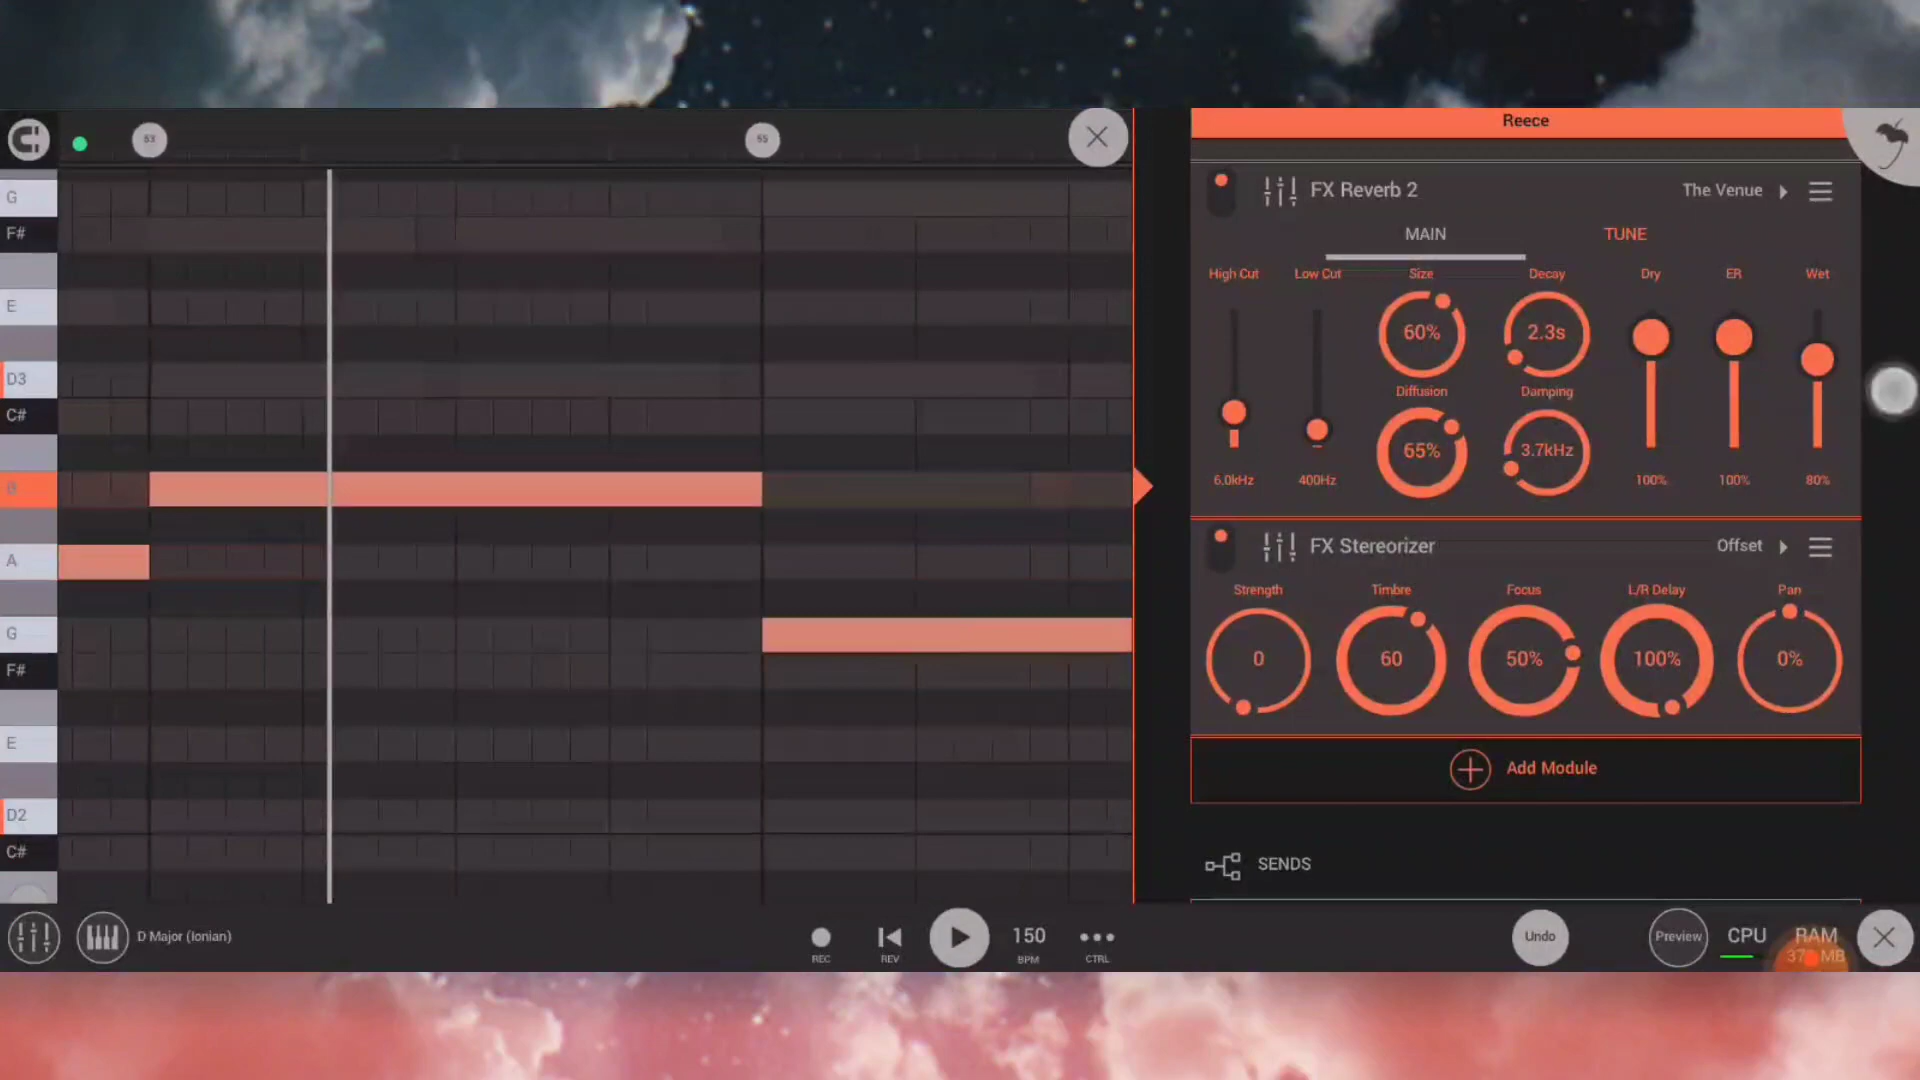 Reece
55
FX Reverb 2
The Venue
MAIN
TUNE
High Cut
Low Cut
Size
Decay
Dry
ER
Wet
60%
2.3s
Diffusion
Damping
65%
3.7kHz
6.0kHz
400Hz
100%
100%
80%
FX Stereorizer
Offset
Strength
Timbre
Focus
L/R Delay
Pan
0
60
50%
100%
0%
Add Module
SENDS
G
F#
E
D3
C#
B
A
G
F#
E
D2
C#
D Major (Ionian)
REC
REV
150
BPM
CTRL
Undo
Preview
CPU
RAM
MB